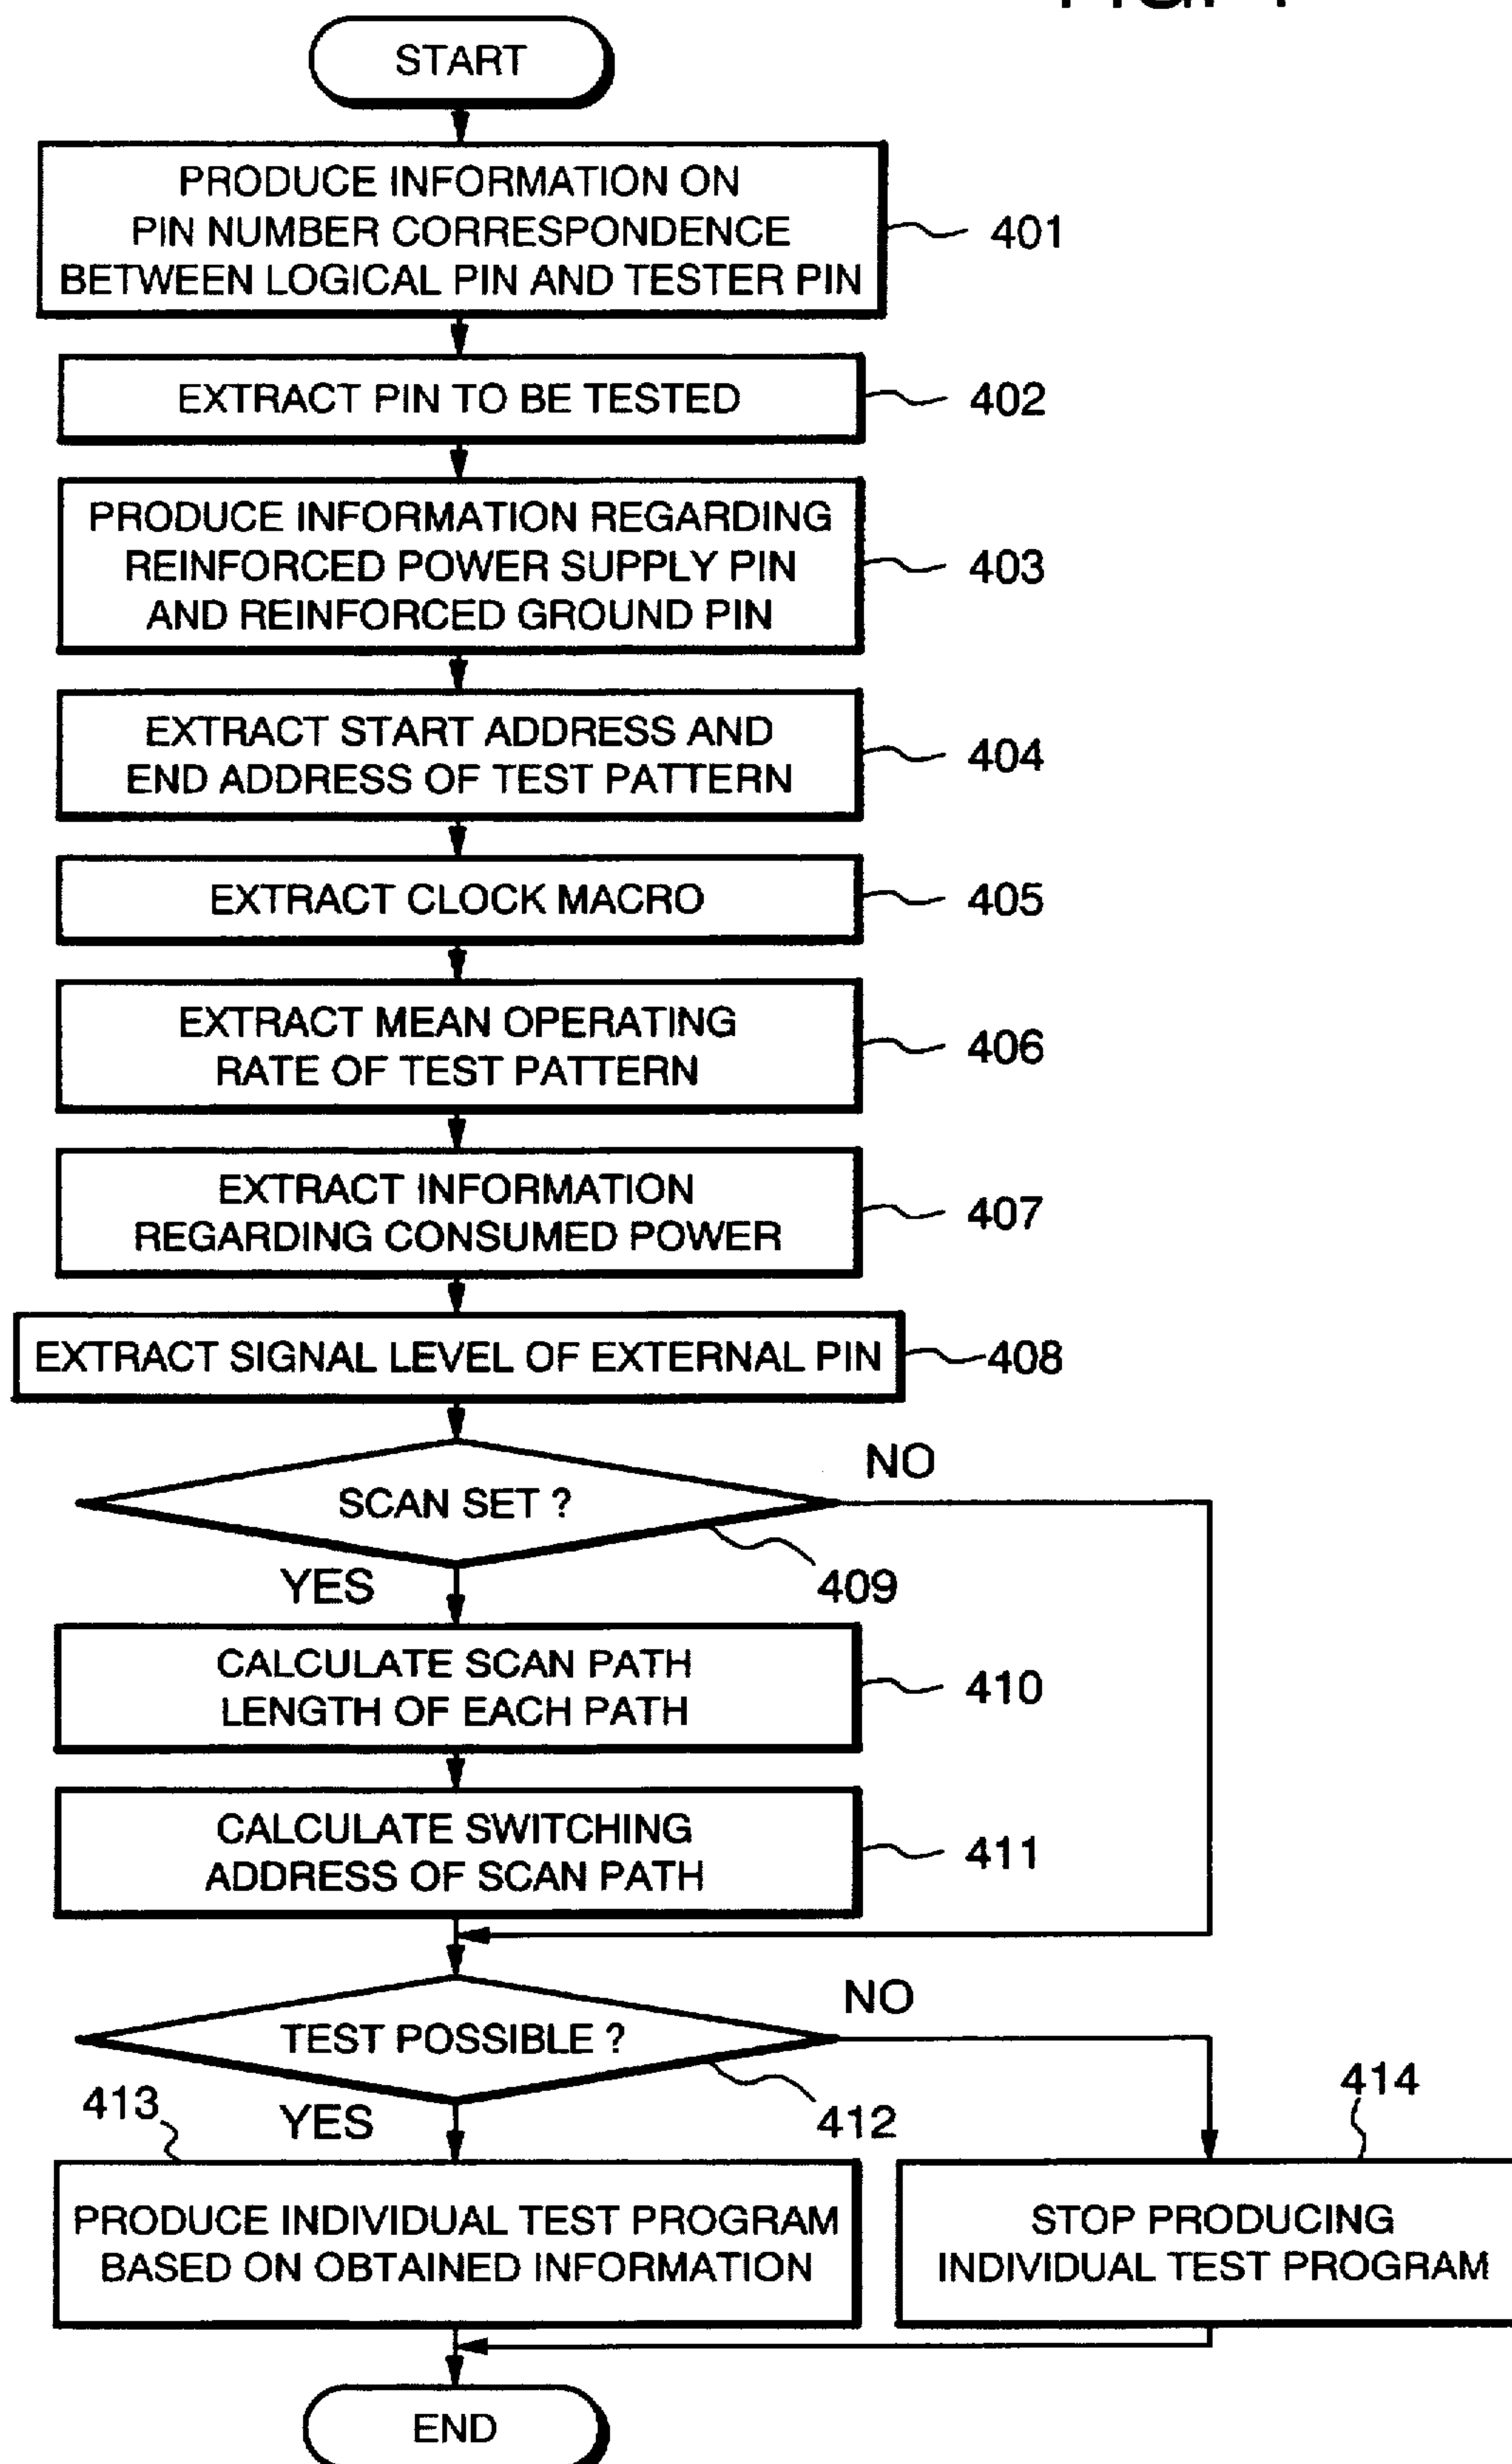 START
PRODUCE INFORMATION ON
PIN NUMBER CORRESPONDENCE
BETWEEN LOGICAL PIN AND TESTER PIN
401
EXTRACT PIN TO BE TESTED
402
PRODUCE INFORMATION REGARDING
REINFORCED POWER SUPPLY PIN
AND REINFORCED GROUND PIN
403
EXTRACT START ADDRESS AND
END ADDRESS OF TEST PATTERN
404
EXTRACT CLOCK MACRO
405
EXTRACT MEAN OPERATING
RATE OF TEST PATTERN
406
EXTRACT INFORMATION
REGARDING CONSUMED POWER
407
EXTRACT SIGNAL LEVEL OF EXTERNAL PIN
408
NO
SCAN SET ?
409
YES
CALCULATE SCAN PATH
LENGTH OF EACH PATH
410
CALCULATE SWITCHING
ADDRESS OF SCAN PATH
411
NO
TEST POSSIBLE ?
412
YES
413
414
PRODUCE INDIVIDUAL TEST PROGRAM
BASED ON OBTAINED INFORMATION
STOP PRODUCING
INDIVIDUAL TEST PROGRAM
END